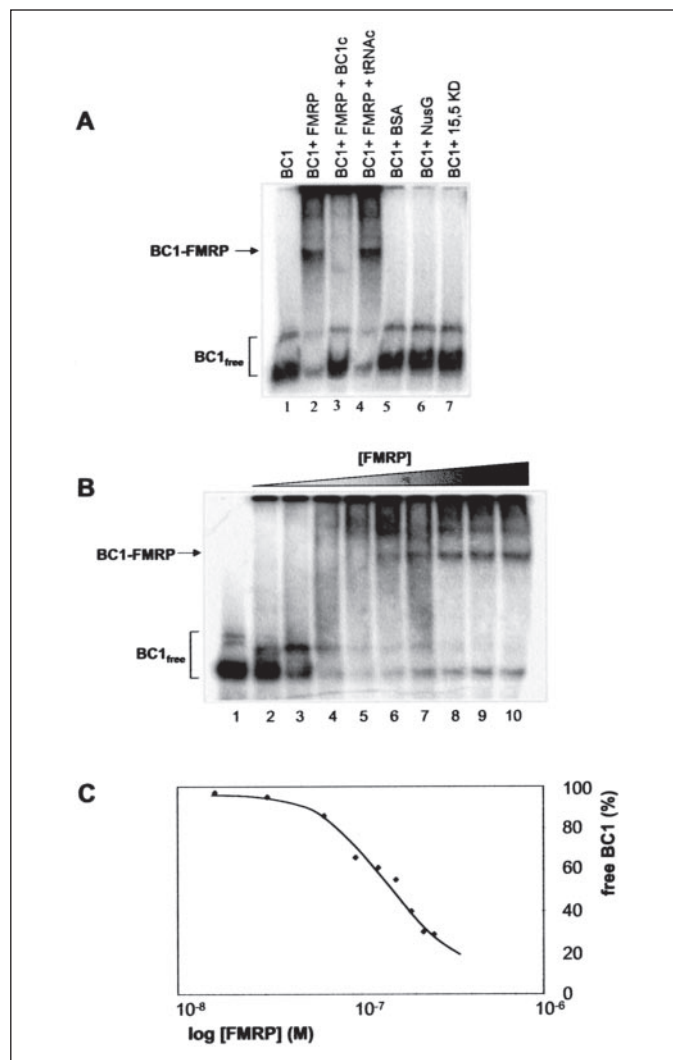 A
BC1
BC1+ FMRP
BC1+ FMRP + BC1c
BC1+ FMRP + tRNAc
BC1+ BSA
BC1+ NusG
BC1+ 15,5 KD
BC1-FMRP
BC1free
1 2 3 4 5 6 7
B
[FMRP]
BC1-FMRP
BC1free
1 2 3 4 5 6 7 8 9 10
C
100
80
60
40
20
0
free BC1 (%)
10-8 10-7 10-6
log [FMRP] (M)